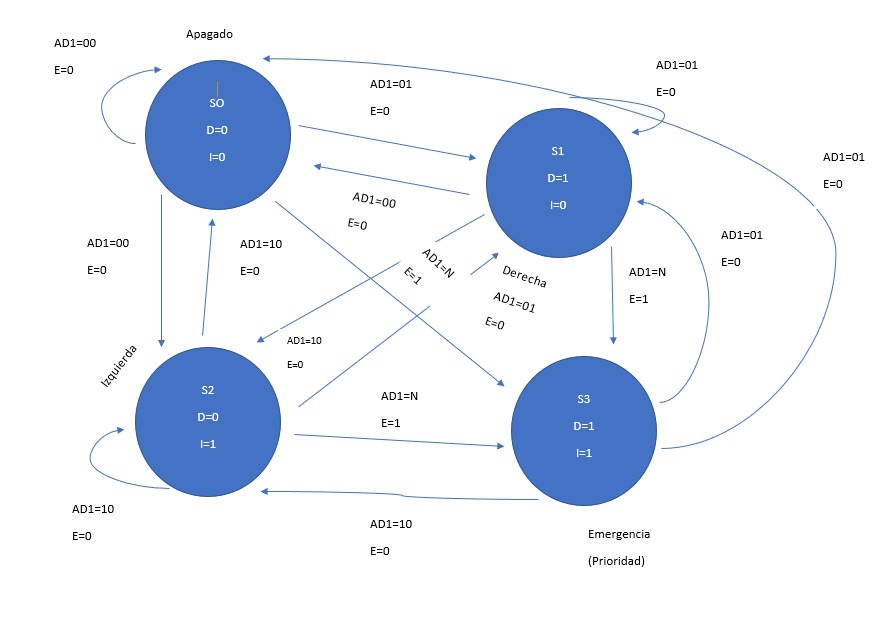 Apagado
AD1=00
E=0
SO
D=0
I=0
AD1=01
E=0
AD1=01
E=0
S1
D=1
I=0
AD1=01
E=0
AD1=00
E=0
AD1=00
E=0
AD1=10
E=0
AD1=N
E=1
Derecha
AD1=01
E=0
AD1=N
E=1
AD1=01
E=0
Izquierda
AD1=10
E=0
S2
D=0
I=1
AD1=N
E=1
S3
D=1
I=1
AD1=10
E=0
AD1=10
E=0
Emergencia
(Prioridad)